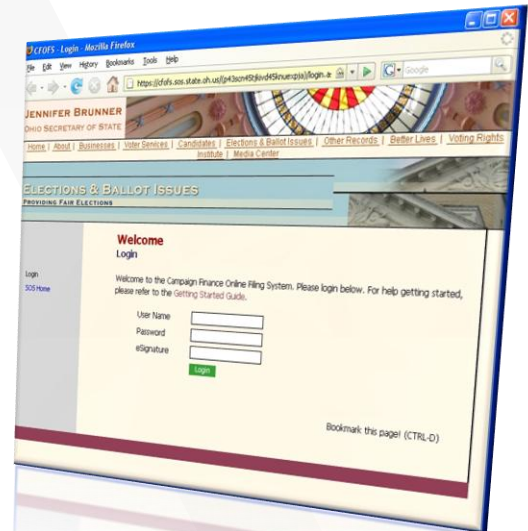 CFOFS - Login - Mozilla Firefox
File Edit View History Bookmarks Tools Help
Google
JENNIFER BRUNNER
OHIO SECRETARY OF STATE
Home | About | Businesses | Voter Services | Candidates | Elections & Ballot Issues | Other Records | Better Lives | Voting Rights
Institute | Media Center
ELECTIONS & BALLOT ISSUES
PROVIDING FAIR ELECTIONS
Welcome
Login
Login
SOS Home
Welcome to the Campaign Finance Online Filing System. Please login below. For help getting started,
please refer to the Getting Started Guide.
User Name
Password
eSignature
Login
Bookmark this page! (CTRL-D)